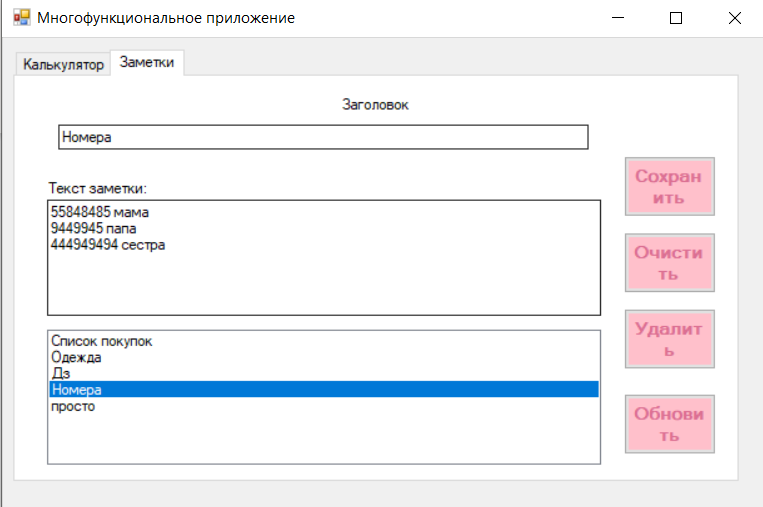 Многофункциональное приложение
Калькулятор
Заметки
Заголовок
Номера
Текст заметки:
55848485 мама
9449945 папа
444949494 сестра
Список покупок
Одежда
Дз
Номера
просто
Сохран
ить
Очисти
ть
Удалит
ь
Обнови
ть